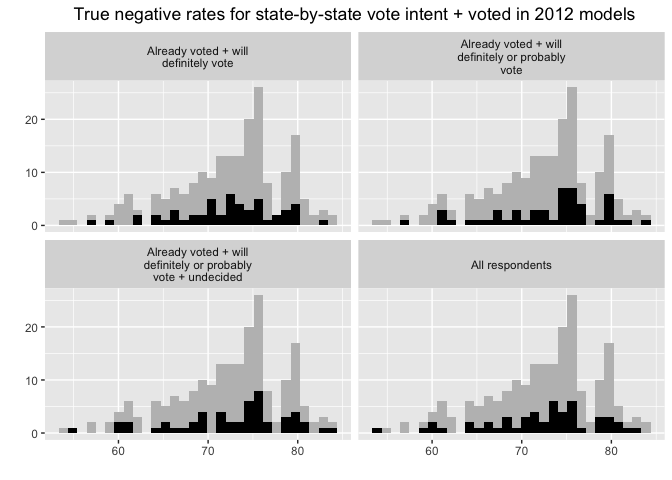 True negative rates for state-by-state vote intent + voted in 2012 models
Already voted + will
definitely vote
Already voted + will
definitely or probably
vote
20
10
0
Already voted + will
definitely or probably
vote + undecided
All respondents
20
10
0
60
70
80
60
70
80